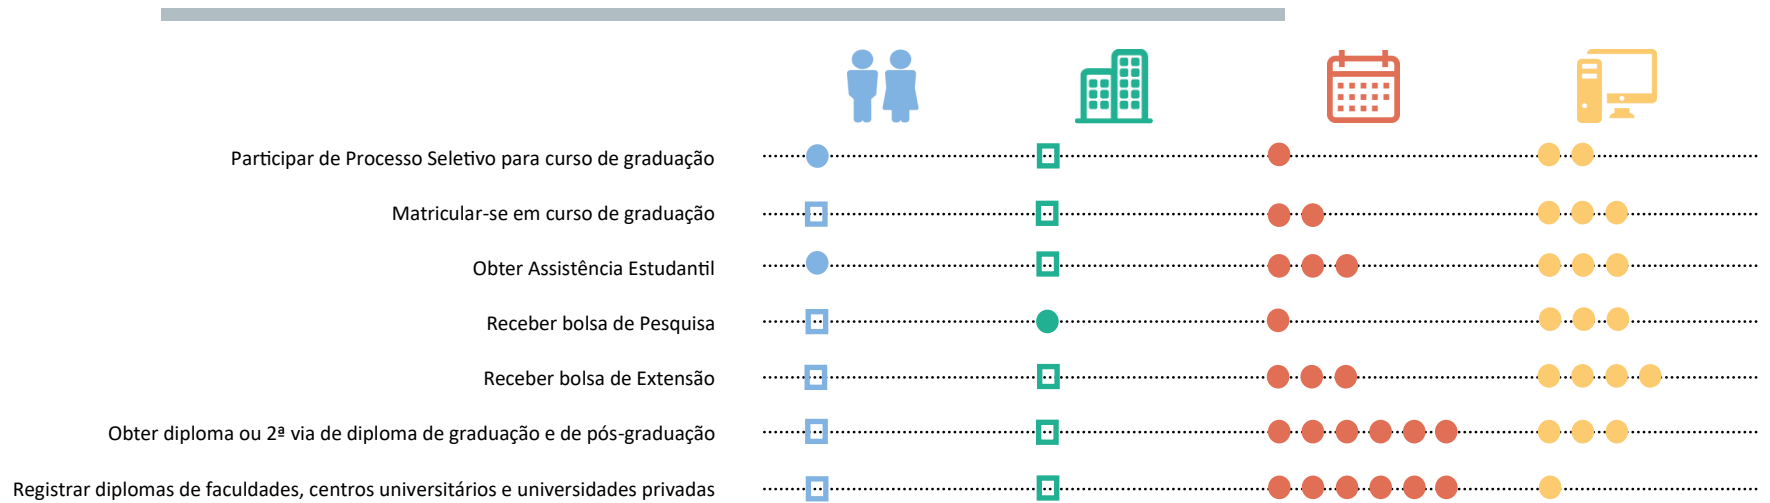 Participar de Processo Seletivo para curso de graduação
Matricular-se em curso de graduação
Obter Assistência Estudantil
Receber bolsa de Pesquisa
Receber bolsa de Extensão
Obter diploma ou 2ª via de diploma de graduação e de pós-graduação
Registrar diplomas de faculdades, centros universitários e universidades privadas